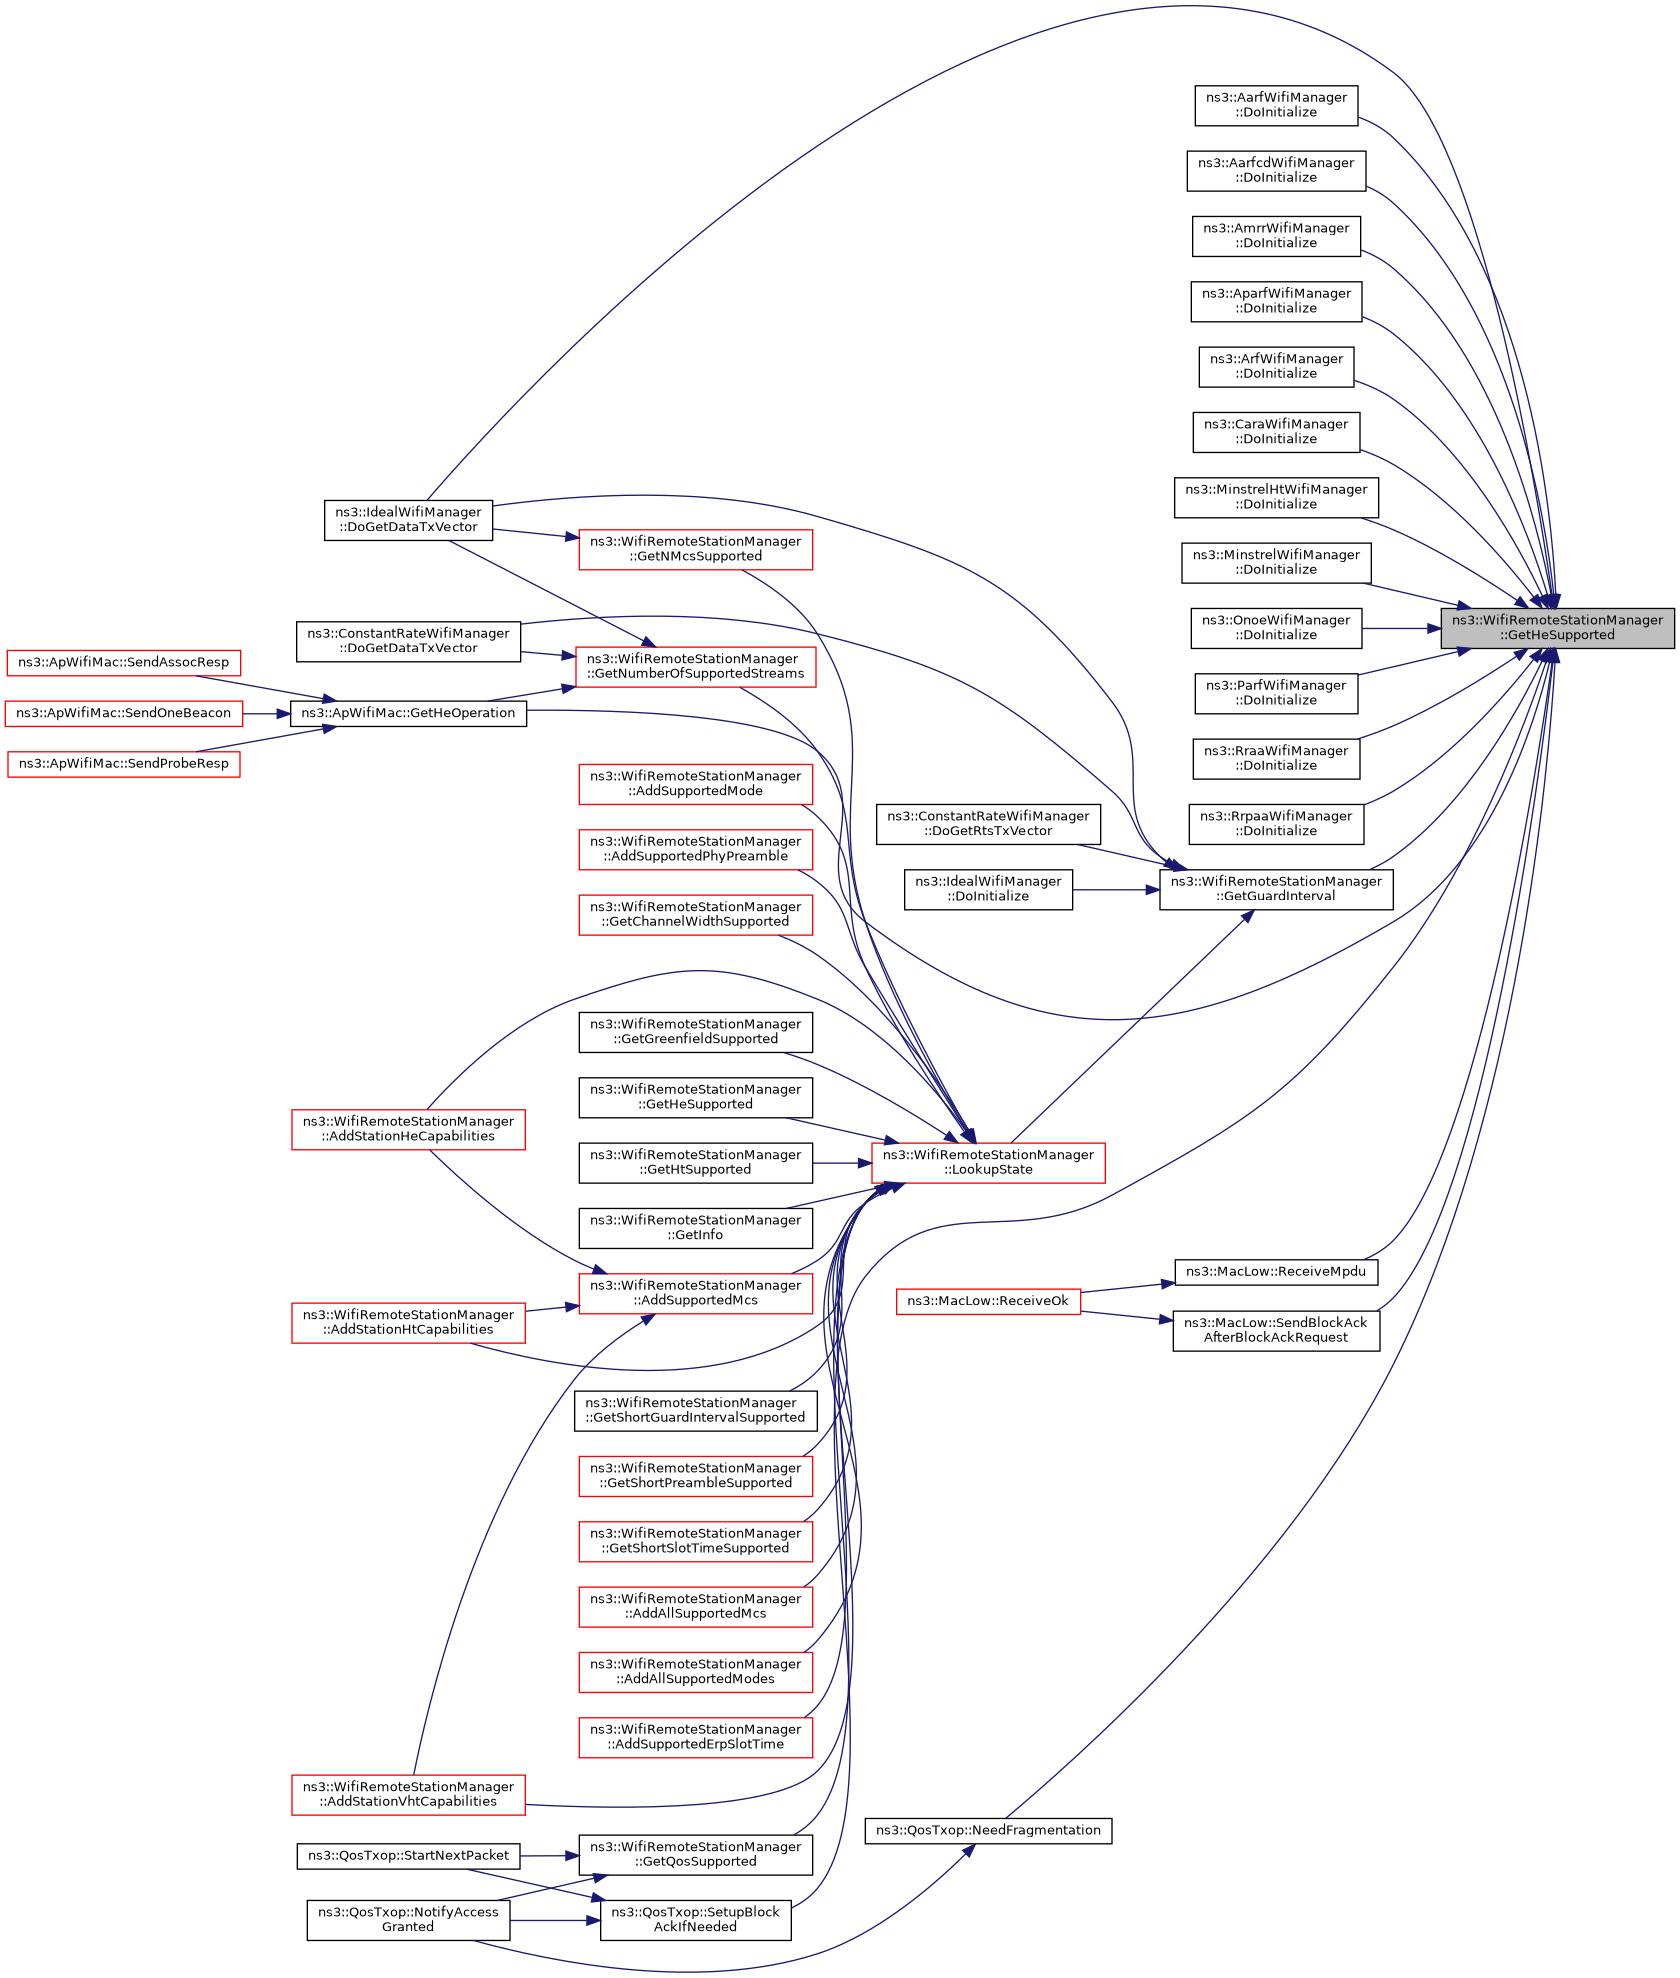 ns3::AarfWifiManager
::DoInitialize
ns3::AarfcdWifiManager
::DoInitialize
ns3::AmrrWifiManager
::DoInitialize
ns3::AparfWifiManager
::DoInitialize
ns3::ArfWifiManager
::DoInitialize
ns3::CaraWifiManager
::DoInitialize
ns3::MinstrelHtWifiManager
::DoInitialize
ns3::IdealWifiManager
::DoGetDataTxVector
ns3::WifiRemoteStationManager
::GetNMcsSupported
ns3::MinstrelWifiManager
::DoInitialize
ns3::OnoeWifiManager
::DoInitialize
ns3::WifiRemoteStationManager
::GetHeSupported
ns3::ConstantRateWifiManager
::DoGetDataTxVector
ns3::WifiRemoteStationManager
::GetNumberOfSupportedStreams
ns3::ApWifiMac::SendAssocResp
ns3::ApWifiMac::SendOneBeacon
ns3::ApWifiMac::GetHeOperation
ns3::ApWifiMac::SendProbeResp
ns3::ParfWifiManager
::DoInitialize
ns3::RraaWifiManager
::DoInitialize
ns3::RrpaaWifiManager
::DoInitialize
ns3::WifiRemoteStationManager
::AddSupportedMode
ns3::ConstantRateWifiManager
::DoGetRtsTxVector
ns3::WifiRemoteStationManager
::AddSupportedPhyPreamble
ns3::IdealWifiManager
::DoInitialize
ns3::WifiRemoteStationManager
::GetGuardInterval
ns3::WifiRemoteStationManager
::GetChannelWidthSupported
ns3::WifiRemoteStationManager
::GetGreenfieldSupported
ns3::WifiRemoteStationManager
::GetHeSupported
ns3::WifiRemoteStationManager
::AddStationHeCapabilities
ns3::WifiRemoteStationManager
::GetHtSupported
ns3::WifiRemoteStationManager
::LookupState
ns3::WifiRemoteStationManager
::GetInfo
ns3::WifiRemoteStationManager
::AddSupportedMcs
ns3::WifiRemoteStationManager
::AddStationHtCapabilities
ns3::MacLow::ReceiveMpdu
ns3::MacLow::ReceiveOk
ns3::MacLow::SendBlockAck
AfterBlockAckRequest
ns3::WifiRemoteStationManager
::GetShortGuardIntervalSupported
ns3::WifiRemoteStationManager
::GetShortPreambleSupported
ns3::WifiRemoteStationManager
::GetShortSlotTimeSupported
ns3::WifiRemoteStationManager
::AddAllSupportedMcs
ns3::WifiRemoteStationManager
::AddAllSupportedModes
ns3::WifiRemoteStationManager
::AddSupportedErpSlotTime
ns3::WifiRemoteStationManager
::AddStationVhtCapabilities
ns3::QosTxop::NeedFragmentation
ns3::QosTxop::StartNextPacket
ns3::WifiRemoteStationManager
::GetQosSupported
ns3::QosTxop::NotifyAccess
Granted
ns3::QosTxop::SetupBlock
AckIfNeeded